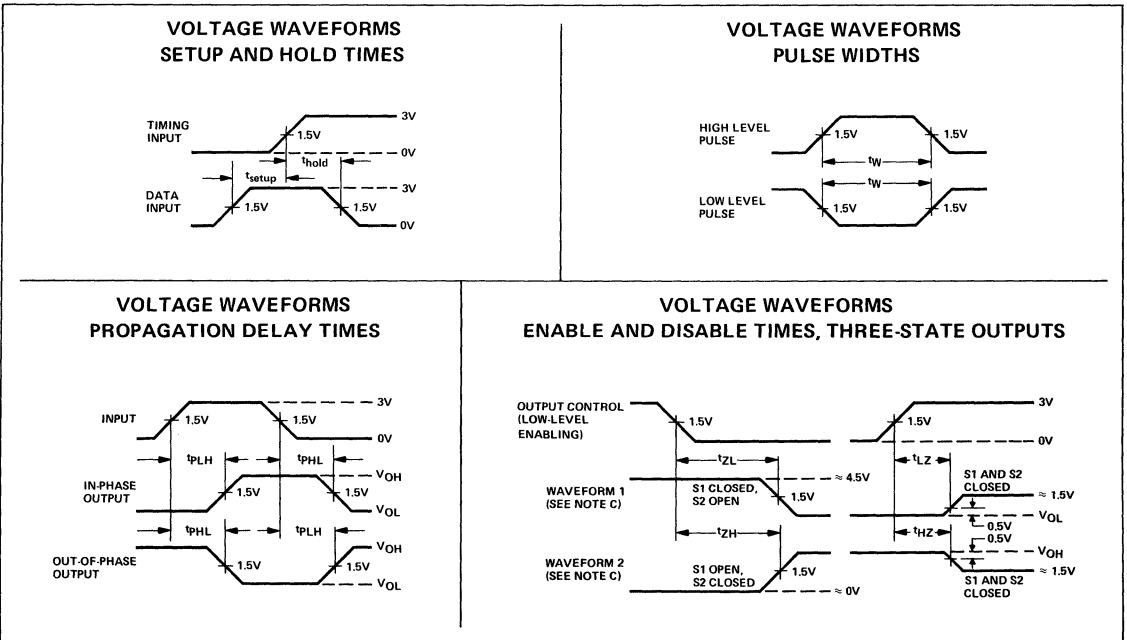 VOLTAGE WAVEFORMS
SETUP AND HOLD TIMES
TIMING
INPUT
3V
1.5V
0V
thold
tsetup
DATA
INPUT
3V
1.5V
1.5V
0V
VOLTAGE WAVEFORMS
PULSE WIDTHS
HIGH LEVEL
PULSE
1.5V
1.5V
tW
tW
LOW LEVEL
PULSE
1.5V
1.5V
VOLTAGE WAVEFORMS
PROPAGATION DELAY TIMES
INPUT
3V
1.5V
1.5V
0V
tPLH
tPHL
IN-PHASE
OUTPUT
VOH
1.5V
1.5V
VOL
tPHL
tPLH
OUT-OF-PHASE
OUTPUT
VOH
1.5V
1.5V
VOL
VOLTAGE WAVEFORMS
ENABLE AND DISABLE TIMES, THREE-STATE OUTPUTS
OUTPUT CONTROL
(LOW-LEVEL
ENABLING)
3V
1.5V
1.5V
0V
tZL
tLZ
WAVEFORM 1
(SEE NOTE C)
S1 CLOSED,
S2 OPEN
≈ 4.5V
1.5V
S1 AND S2
CLOSED
≈ 1.5V
VOL
0.5V
tZH
tHZ
0.5V
VOH
WAVEFORM 2
(SEE NOTE C)
S1 OPEN,
S2 CLOSED
1.5V
≈ 0V
≈ 1.5V
S1 AND S2
CLOSED